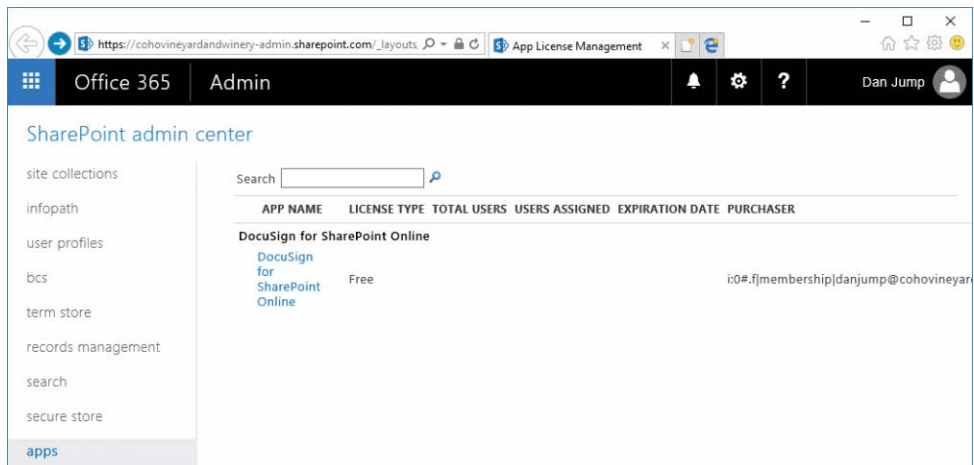 https://cohovineyardandwinery-admin.sharepoint.com/_layouts
App License Management
Office 365
Admin
?
Dan Jump
SharePoint admin center
site collections
infopath
user profiles
bcs
term store
records management
search
secure store
apps
Search
APP NAME LICENSE TYPE TOTAL USERS USERS ASSIGNED EXPIRATION DATE PURCHASER
DocuSign for SharePoint Online
DocuSign
for
SharePoint
Online
Free
i:0#.f|membership|danjump@cohovineyar